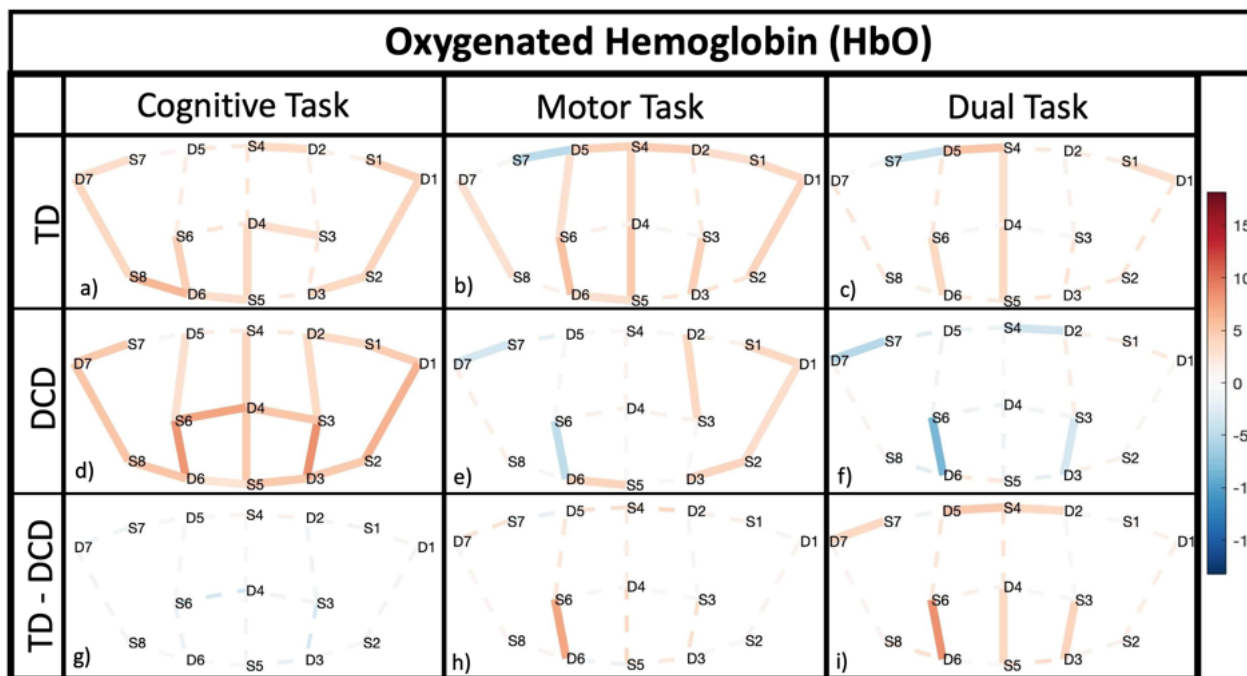 Oxygenated Hemoglobin (HbO)
Cognitive Task Motor Task Dual Task
TD
S7 D5 S4 D2 S1
D7 D1
S6 D4 S3
S8 D6 S5 D3 S2
a)
S7 D5 S4 D2 S1
D7 D1
S6 D4 S3
S8 D6 S5 D3 S2
b)
S7 D5 S4 D2 S1
D7 D1
S6 D4 S3
S8 D6 S5 D3 S2
c)
DCD
S7 D5 S4 D2 S1
D7 D1
S6 D4 S3
S8 D6 S5 D3 S2
d)
S7 D5 S4 D2 S1
D7 D1
S6 D4 S3
S8 D6 S5 D3 S2
e)
S7 D5 S4 D2 S1
D7 D1
S6 D4 S3
S8 D6 S5 D3 S2
f)
TD - DCD
S7 D5 S4 D2 S1
D7 D1
S6 D4 S3
S8 D6 S5 D3 S2
g)
S7 D5 S4 D2 S1
D7 D1
S6 D4 S3
S8 D6 S5 D3 S2
h)
S7 D5 S4 D2 S1
D7 D1
S6 D4 S3
S8 D6 S5 D3 S2
i)
15
10
5
0
-5
-1
-1